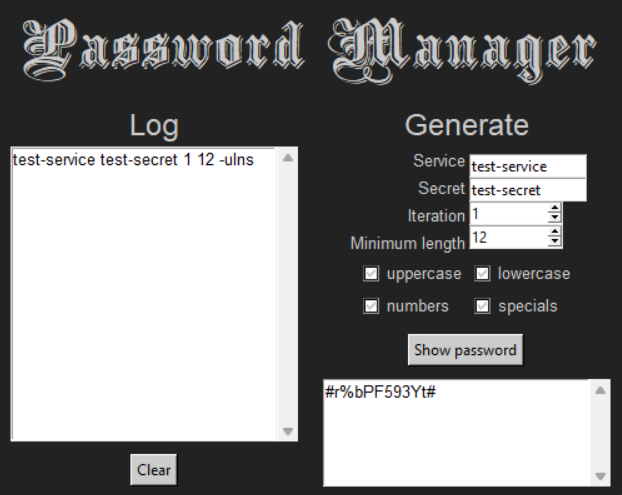 Password Manager
Log
test-service test-secret 1 12 -ulns
Clear
Generate
Service test-service
Secret test-secret
Iteration 1
Minimum length 12
uppercase lowercase
numbers specials
Show password
#r%bPF593Yt#